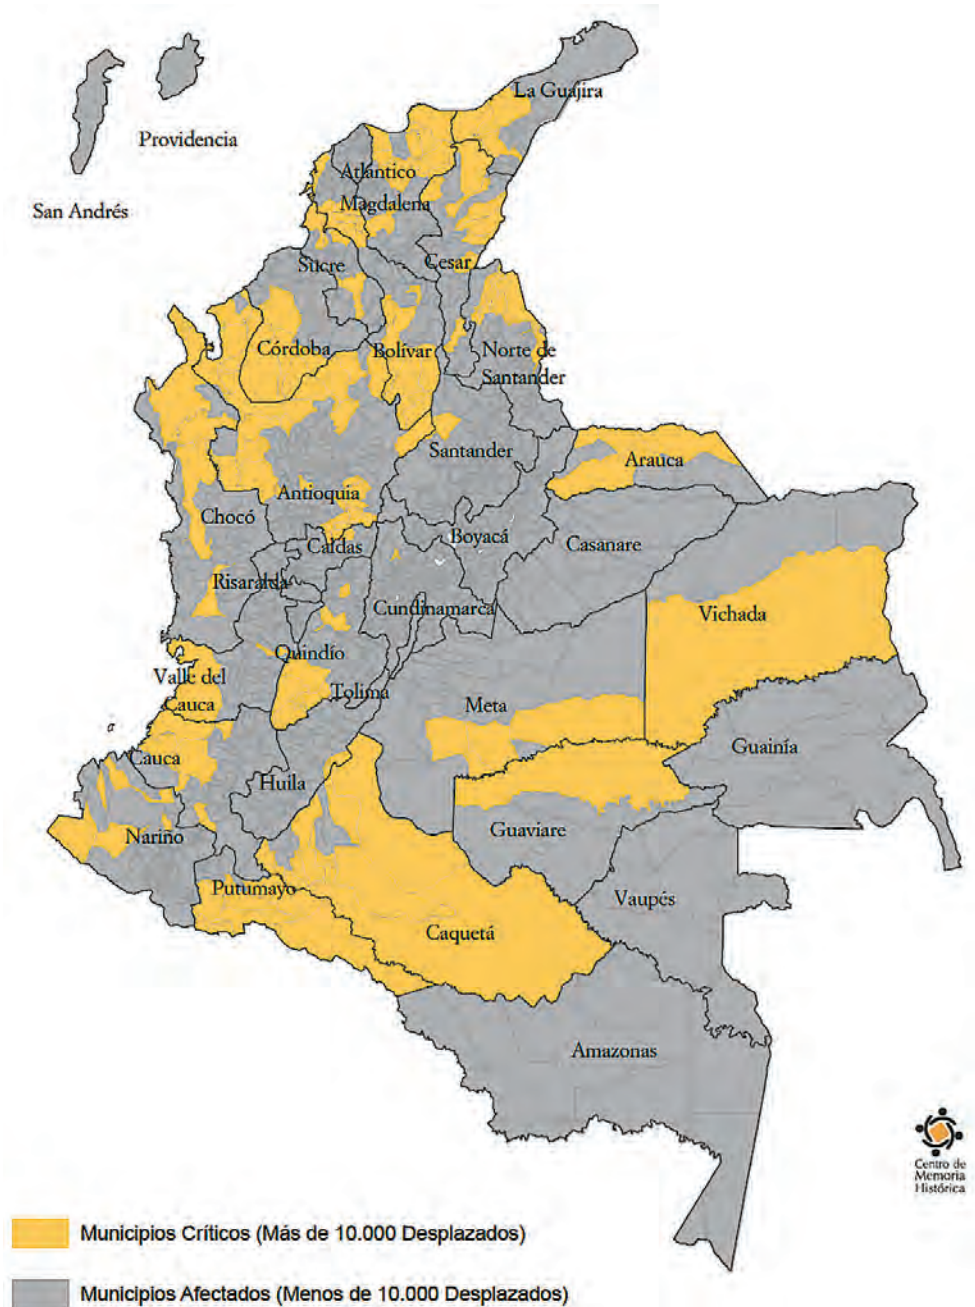 La Guajira
Providencia
Atlántico
Magdalena
San Andrés
Cesar
Sucre
Córdoba
Bolívar
Norte de
Santander
Santander
Arauca
Antioquia
Chocó
Boyacá
Caldas
Casanare
Risaralda
Cundinamarca
Vichada
Quindío
Valle del
Cauca
Tolima
Meta
Guainía
Cauca
Huila
Nariño
Guaviare
Putumayo
Vaupés
Caquetá
Amazonas
Centro de
Memoria
Histórica
Municipios Críticos (Más de 10.000 Desplazados)
Municipios Afectados (Menos de 10.000 Desplazados)